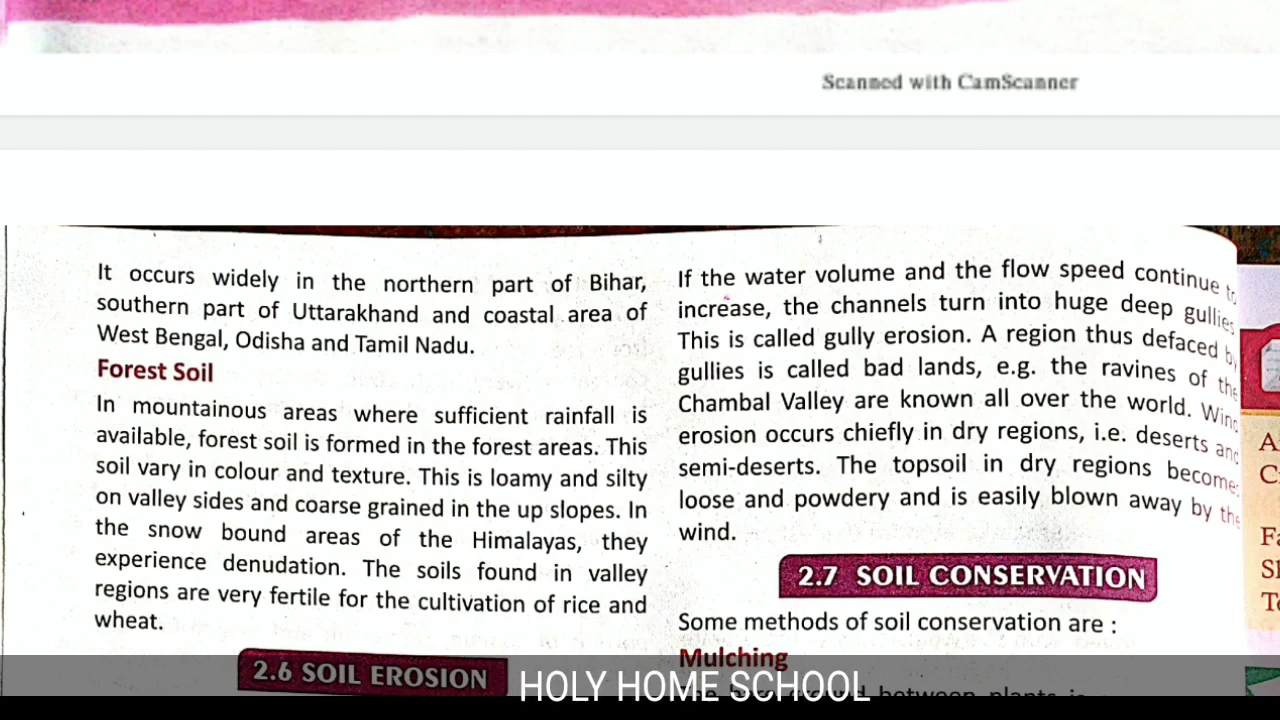 Scanned with CamScanner
It occurs widely in the northern part of Bihar,
southern part of Uttarakhand and coastal area of
West Bengal, Odisha and Tamil Nadu.
Forest Soil
In mountainous areas where sufficient rainfall is
available, forest soil is formed in the forest areas. This
soil vary in colour and texture. This is loamy and silty
on valley sides and coarse grained in the up slopes. In
the snow bound areas of the Himalayas, they
experience denudation. The soils found in valley
regions are very fertile for the cultivation of rice and
wheat.
2.6 SOIL EROSION
If the water volume and the flow speed continue to
increase, the channels turn into huge deep gullies
This is called gully erosion. A region thus defaced by
gullies is called bad lands, e.g. the ravines of the
Chambal Valley are known all over the world. Wind
erosion occurs chiefly in dry regions, i.e. deserts and
semi-deserts. The topsoil in dry regions becomes
loose and powdery and is easily blown away by the
wind.
2.7 SOIL CONSERVATION
Some methods of soil conservation are :
Mulching
between plants is
HOLY HOME SCHOOL